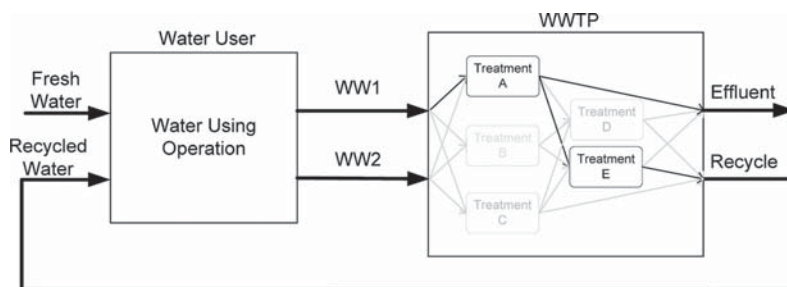 WWTP
Water User
Fresh
Water
Recycled
Water
Water Using
Operation
WW1
WW2
Treatment
A
Treatment
B
Treatment
C
Treatment
D
Treatment
E
Effluent
Recycle